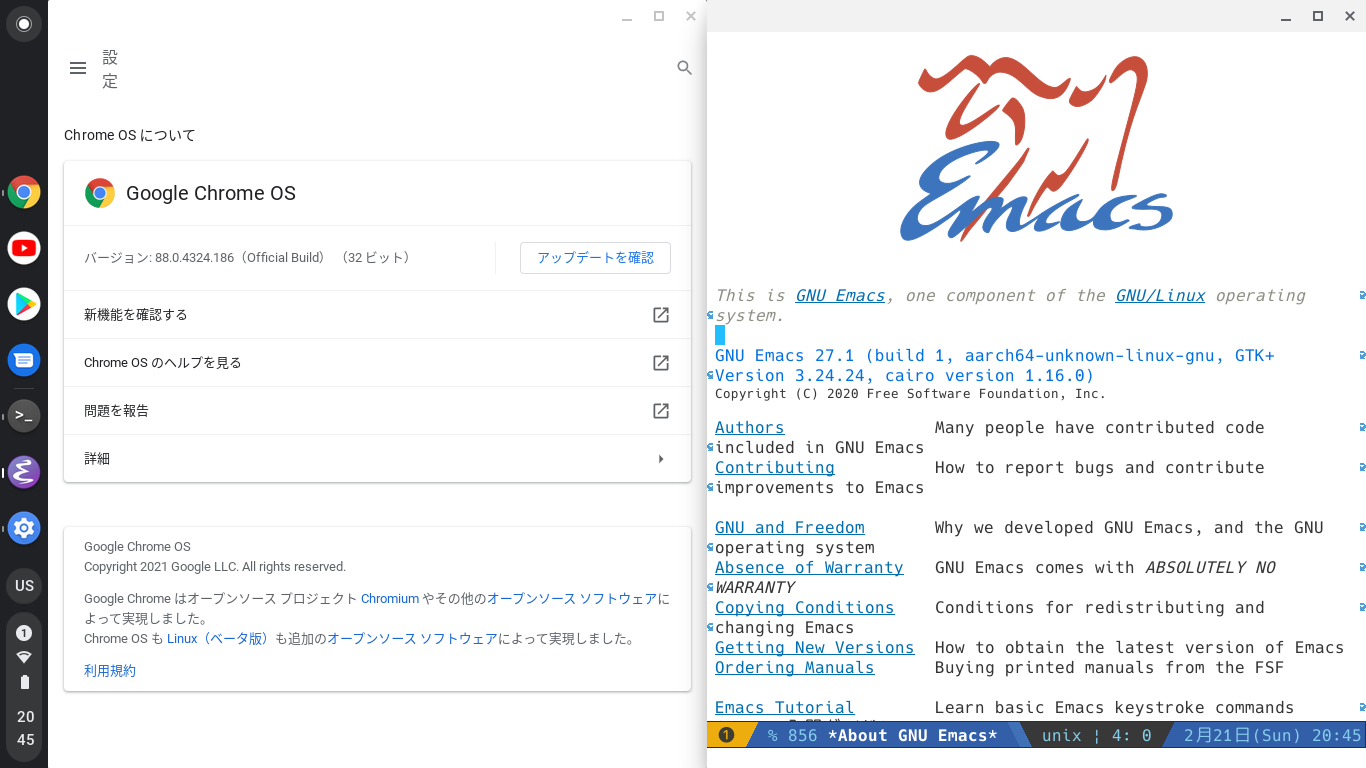 設
定
Chrome OS について
Google Chrome OS
バージョン: 88.0.4324.186（Official Build） （32 ビット）
アップデートを確認
新機能を確認する
Chrome OS のヘルプを見る
問題を報告
詳細
Google Chrome OS
Copyright 2021 Google LLC. All rights reserved.
Google Chrome はオープンソース プロジェクト Chromium やその他のオープンソース ソフトウェアに
よって実現しました。
Chrome OS も Linux（ベータ版）も追加のオープンソース ソフトウェアによって実現しました。
利用規約
>_
US
1
20
45
Emacs
This is GNU Emacs, one component of the GNU/Linux operating
system.
GNU Emacs 27.1 (build 1, aarch64-unknown-linux-gnu, GTK+
Version 3.24.24, cairo version 1.16.0)
Copyright (C) 2020 Free Software Foundation, Inc.
Authors Many people have contributed code
included in GNU Emacs
Contributing How to report bugs and contribute
improvements to Emacs
GNU and Freedom Why we developed GNU Emacs, and the GNU
operating system
Absence of Warranty GNU Emacs comes with ABSOLUTELY NO
WARRANTY
Copying Conditions Conditions for redistributing and
changing Emacs
Getting New Versions How to obtain the latest version of Emacs
Ordering Manuals Buying printed manuals from the FSF
Emacs Tutorial Learn basic Emacs keystroke commands
❶ % 856 *About GNU Emacs* unix ¦ 4: 0 2月21日(Sun) 20:45